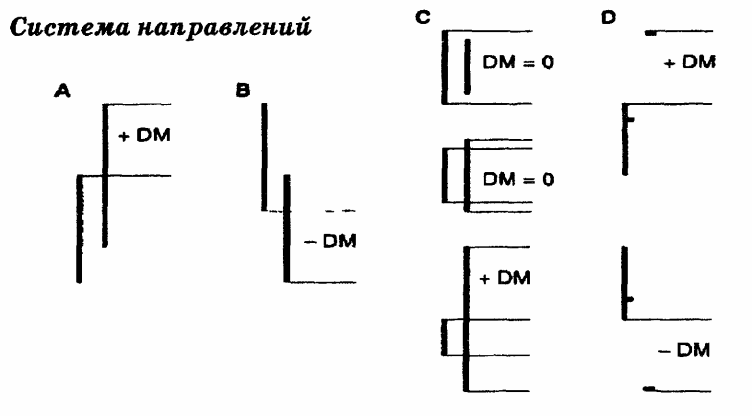 Система направлений
A
+ DM
B
– DM
C
DM = 0
DM = 0
+ DM
D
+ DM
– DM